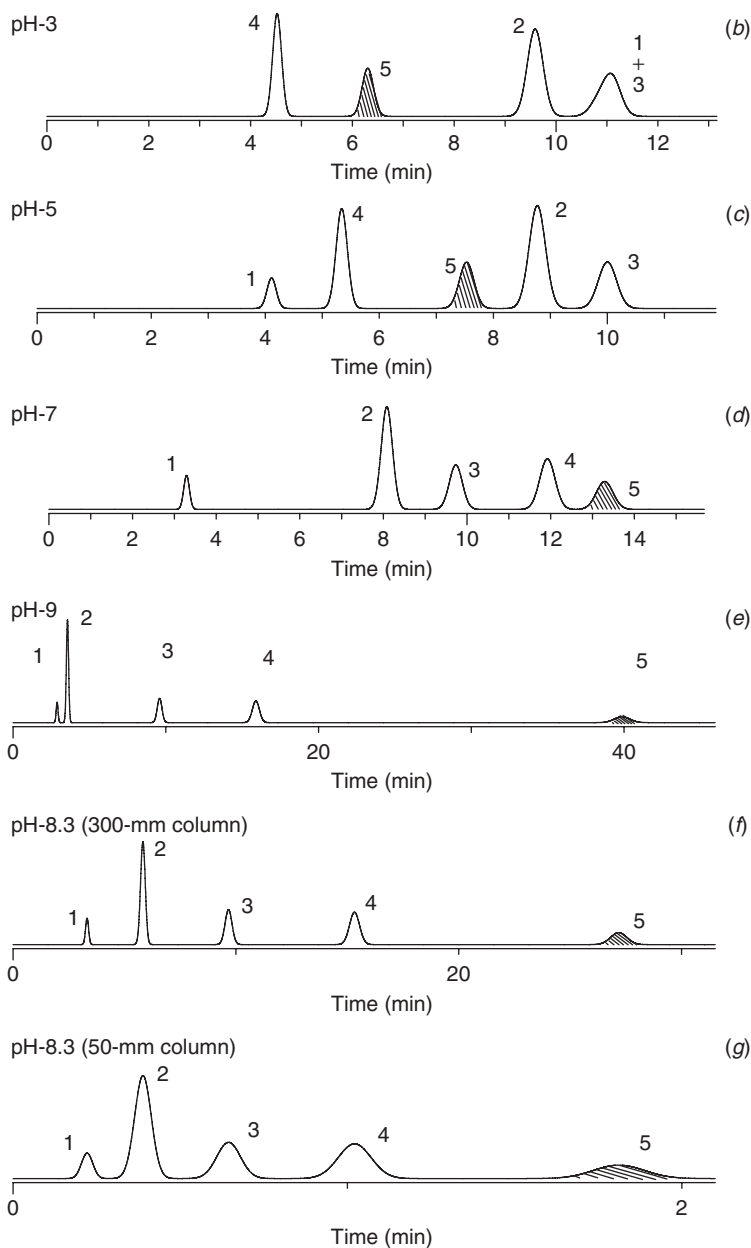 pH-3 (b)
4 5 2 1 + 3
0 2 4 6 8 10 12
Time (min)
pH-5 (c)
1 4 5 2 3
0 2 4 6 8 10
Time (min)
pH-7 (d)
1 2 3 4 5
0 2 4 6 8 10 12 14
Time (min)
pH-9 (e)
1 2 3 4 5
0 20 40
Time (min)
pH-8.3 (300-mm column) (f)
1 2 3 4 5
0 20
Time (min)
pH-8.3 (50-mm column) (g)
1 2 3 4 5
0 2
Time (min)